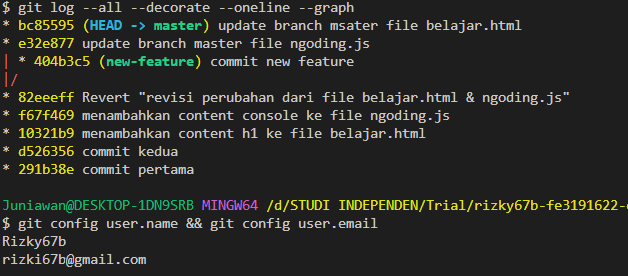 $ git log --all --decorate --oneline --graph
* bc85595 (HEAD -> master) update branch msater file belajar.html
* e32e877 update branch master file ngoding.js
| * 404b3c5 (new-feature) commit new feature
|/
* 82eeeff Revert "revisi perubahan dari file belajar.html & ngoding.js"
* f67f469 menambahkan content console ke file ngoding.js
* 10321b9 menambahkan content h1 ke file belajar.html
* d526356 commit kedua
* 291b38e commit pertama
Juniawan@DESKTOP-1DN9SRB MINGW64 /d/STUDI INDEPENDEN/Trial/rizky67b-fe3191622-
$ git config user.name && git config user.email
Rizky67b
rizki67b@gmail.com